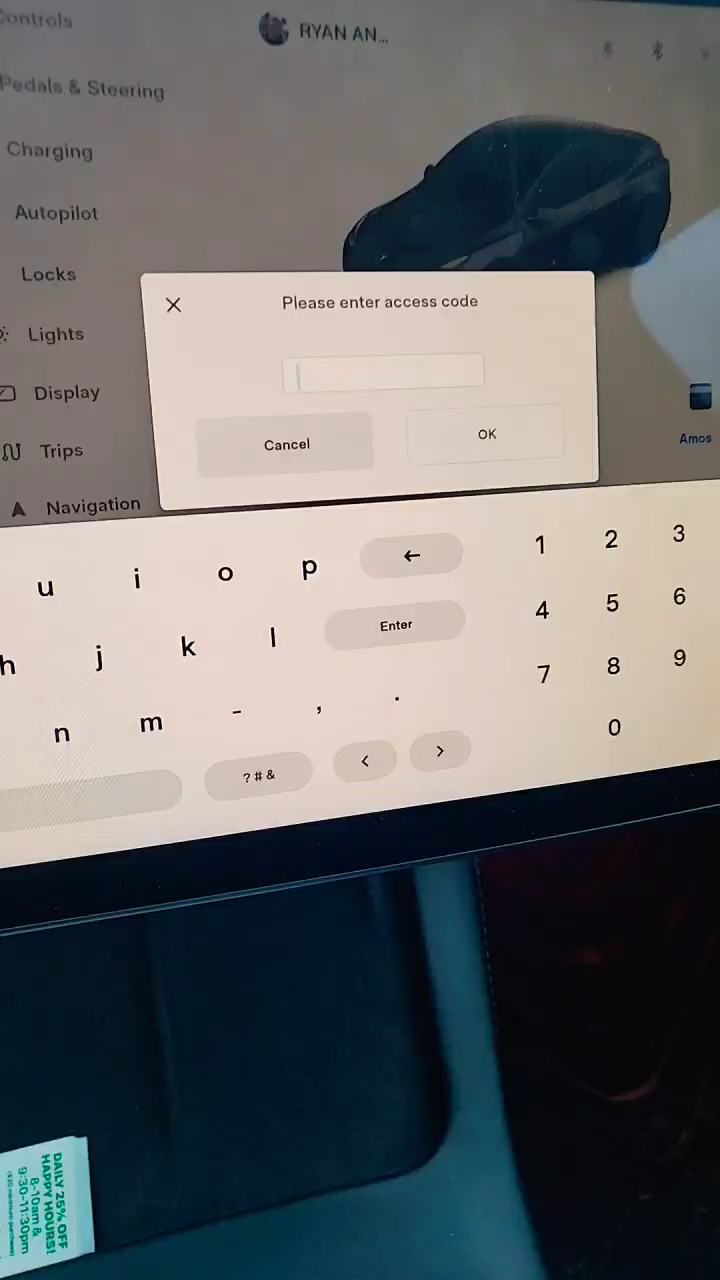 Controls
RYAN AN...
Pedals & Steering
Charging
Autopilot
Locks
Lights
Display
Trips
Navigation
Amos
Please enter access code
Cancel
OK
u i o p ← 1 2 3
h j k l Enter 4 5 6
n m - , . 7 8 9
?#& < > 0
DAILY 25% OFF
HAPPY HOURS!
8-10am &
9:30-11:30pm